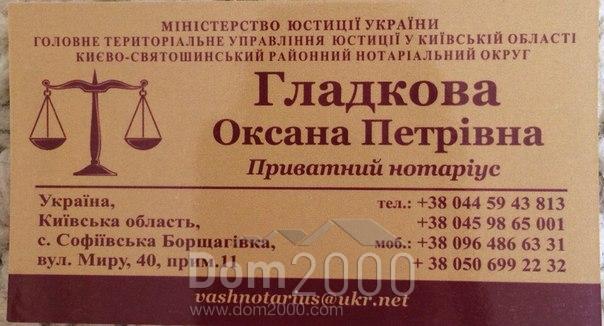 МІНІСТЕРСТВО ЮСТИЦІЇ УКРАЇНИ
ГОЛОВНЕ ТЕРИТОРІАЛЬНЕ УПРАВЛІННЯ ЮСТИЦІЇ У КИЇВСЬКІЙ ОБЛАСТІ
КИЄВО-СВЯТОШИНСЬКИЙ РАЙОННИЙ НОТАРІАЛЬНИЙ ОКРУГ
Гладкова
Оксана Петрівна
Приватний нотаріус
Україна, тел.: +38 044 59 43 813
Київська область, +38 045 98 65 001
с. Софіївська Борщагівка, моб.: +38 096 486 63 31
вул. Миру, 40, прим.11 + 38 050 699 22 32
Dom2000
vashnotarius@ukr.net
www.dom2000.com